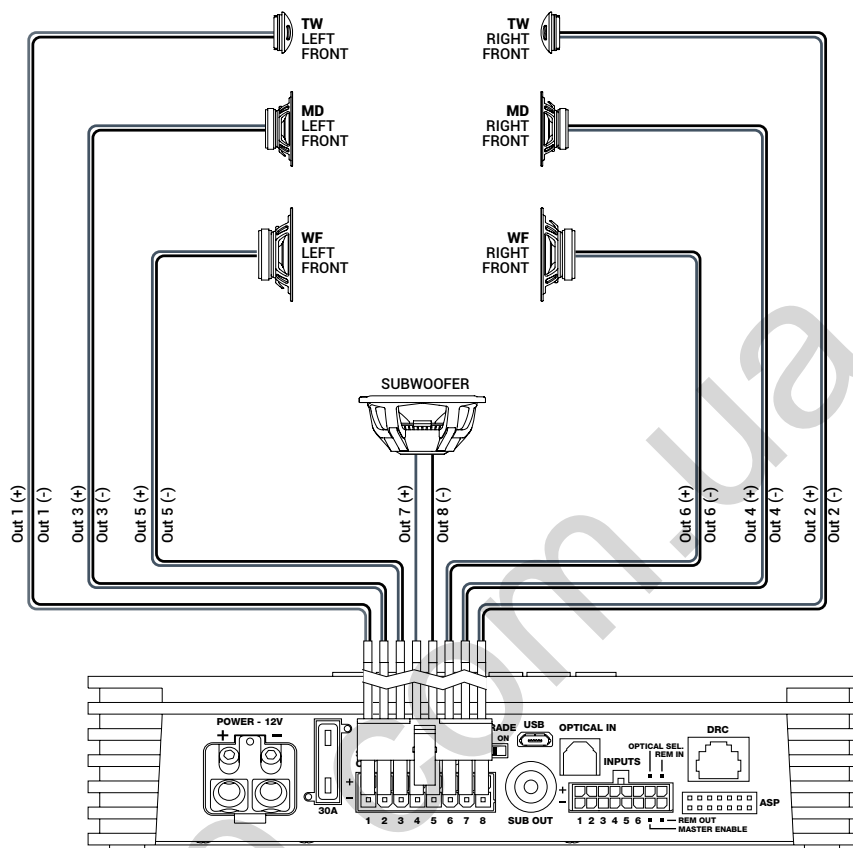 TW
LEFT
FRONT
TW
RIGHT
FRONT
MD
LEFT
FRONT
MD
RIGHT
FRONT
WF
LEFT
FRONT
WF
RIGHT
FRONT
SUBWOOFER
Out 1 (+)
Out 1 (-)
Out 3 (+)
Out 3 (-)
Out 5 (+)
Out 5 (-)
Out 7 (+)
Out 8 (-)
Out 6 (+)
Out 6 (-)
Out 4 (+)
Out 4 (-)
Out 2 (+)
Out 2 (-)
POWER - 12V
+ -
30A
+
-
1 2 3 4 5 6 7 8
RADE
ON
USB
SUB OUT
OPTICAL IN
INPUTS
+
-
1 2 3 4 5 6
OPTICAL SEL.
REM IN
DRC
ASP
REM OUT
MASTER ENABLE
com.ua